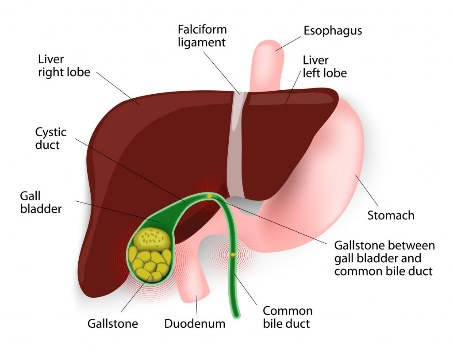 Falciform
ligament
Esophagus
Liver
right lobe
Liver
left lobe
Cystic
duct
Gall
bladder
Stomach
Gallstone between
gall bladder and
common bile duct
Gallstone
Duodenum
Common
bile duct